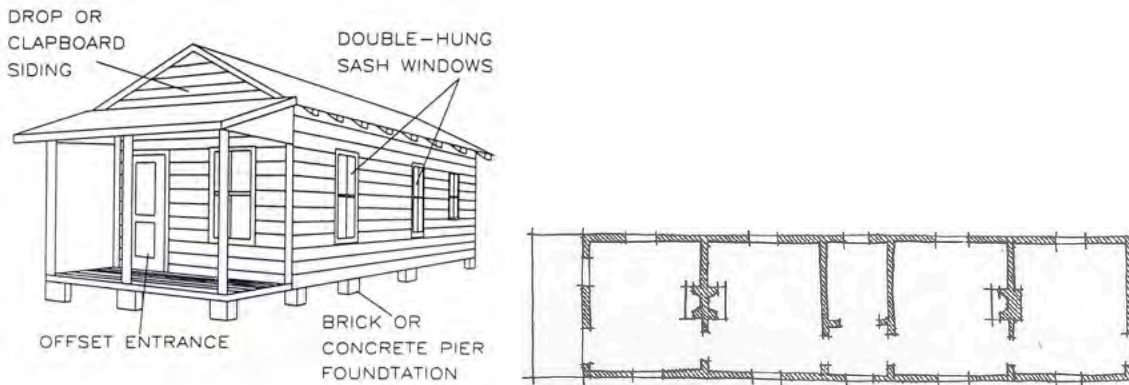 DROP OR
CLAPBOARD
SIDING
DOUBLE-HUNG
SASH WINDOWS
OFFSET ENTRANCE
BRICK OR
CONCRETE PIER
FOUNDTATION